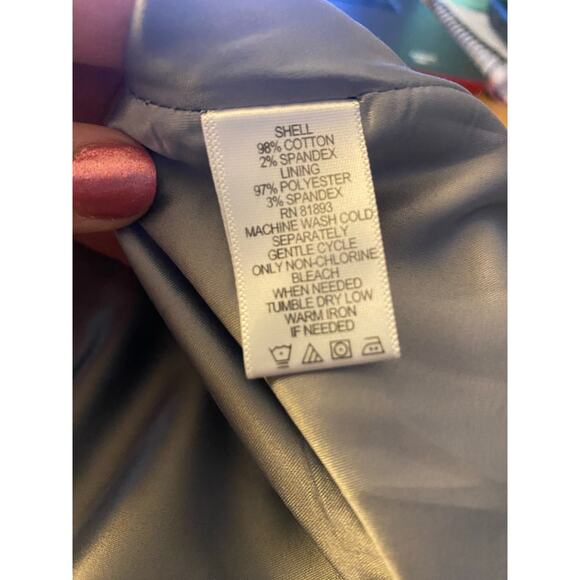 SHELL
98% COTTON
2% SPANDEX
LINING
97% POLYESTER
3% SPANDEX
RN 81893
MACHINE WASH COLD
SEPARATELY
GENTLE CYCLE
ONLY NON-CHLORINE
BLEACH
WHEN NEEDED
TUMBLE DRY LOW
WARM IRON
IF NEEDED